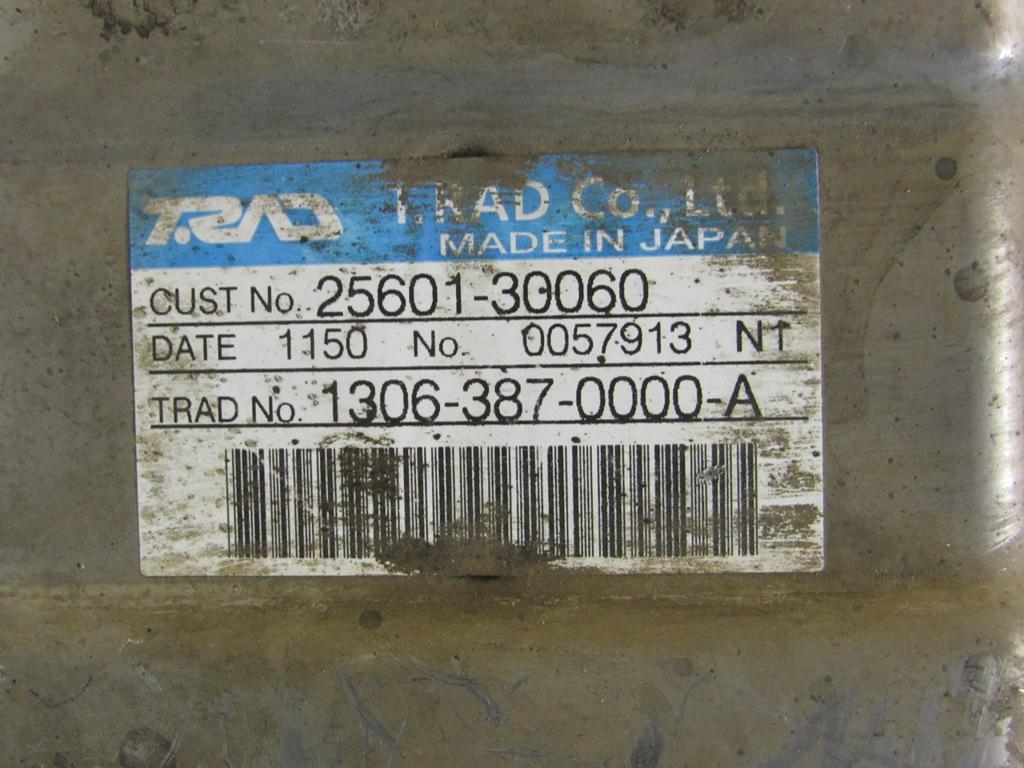 T.RAD T.RAD Co., Ltd.
MADE IN JAPAN
CUST No. 25601-30060
DATE 1150 No. 0057913 N1
TRAD No. 1306-387-0000-A